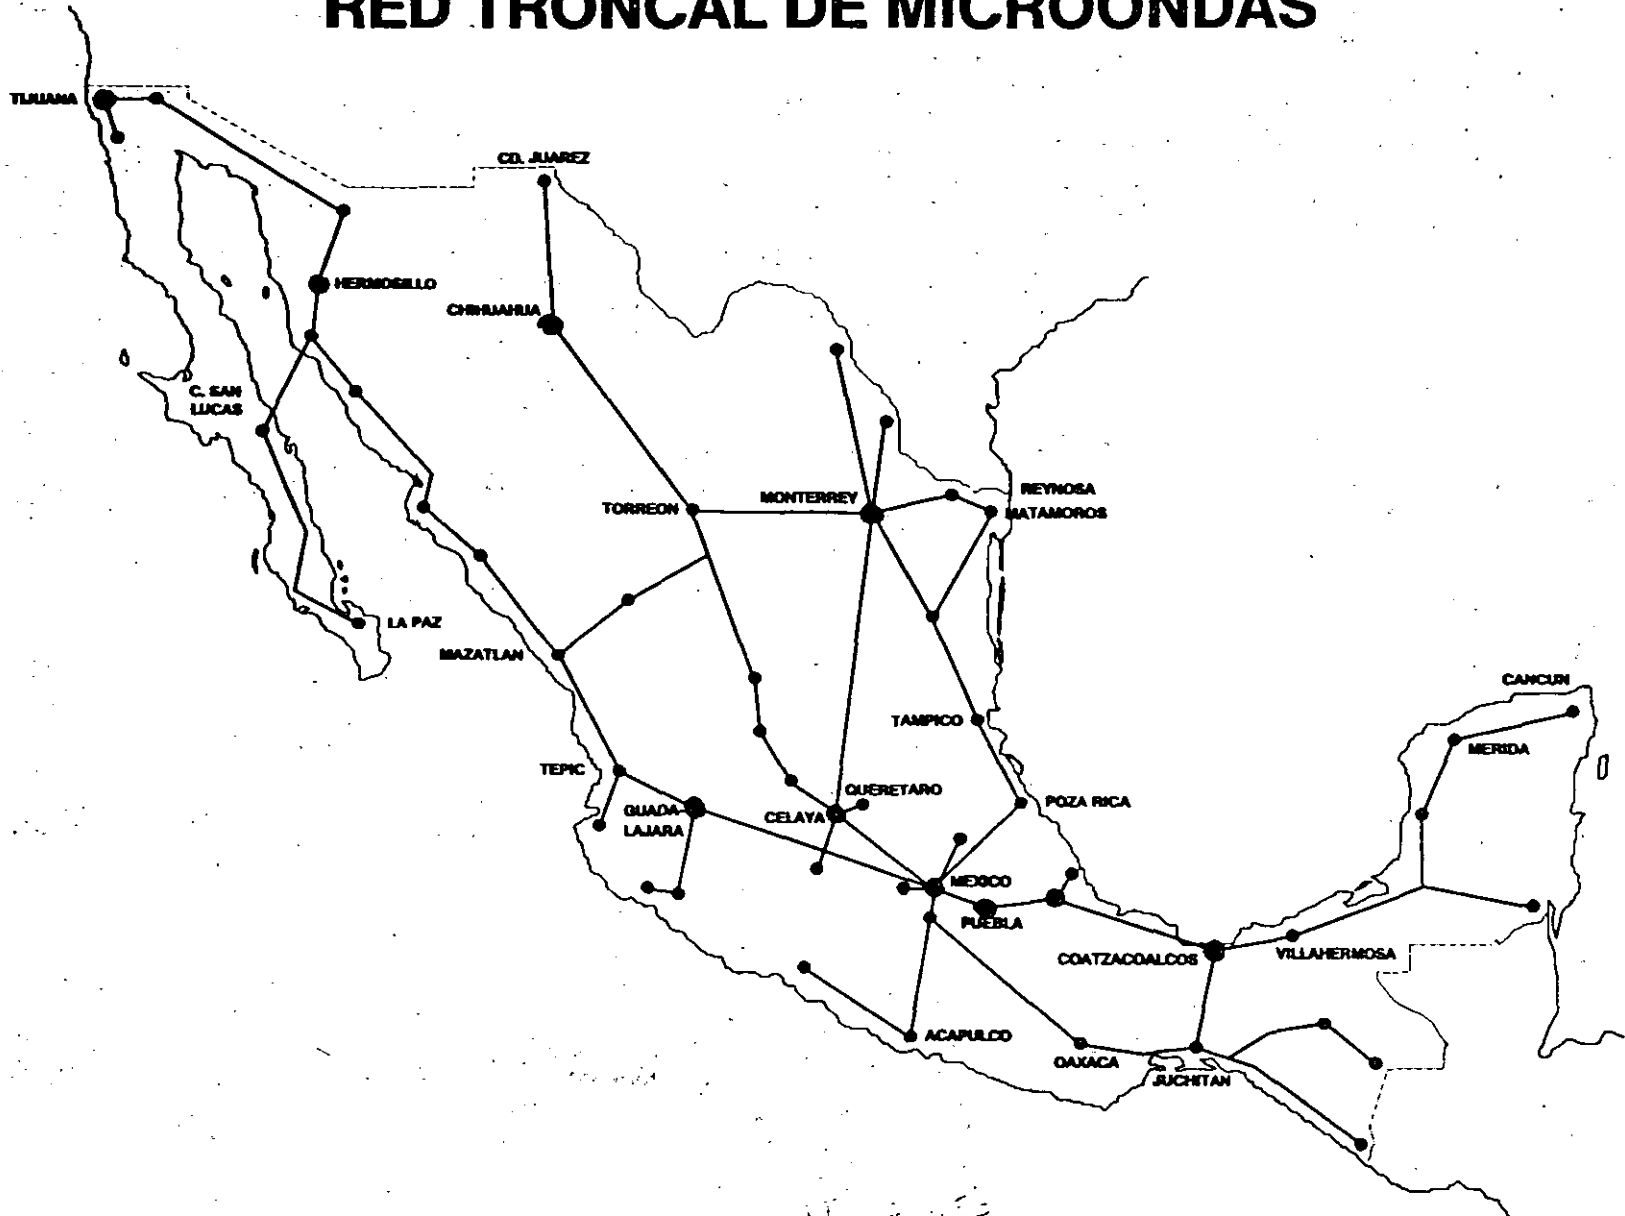 RED TRONCAL DE MICROONDAS
TIJUANA
CD. JUAREZ
HERMOSILLO
CHIHUAHUA
C. SAN
LUCAS
TORREON
MONTERREY
REYNOSA
MATAMOROS
LA PAZ
MAZATLAN
CANCUN
TAMPICO
MERIDA
TEPIC
QUERETARO
POZA RICA
GUADA-
LAJARA
CELAYA
MEXICO
PUEBLA
COATZACOALCOS
VILLAHERMOSA
ACAPULCO
OAXACA
JUCHITAN